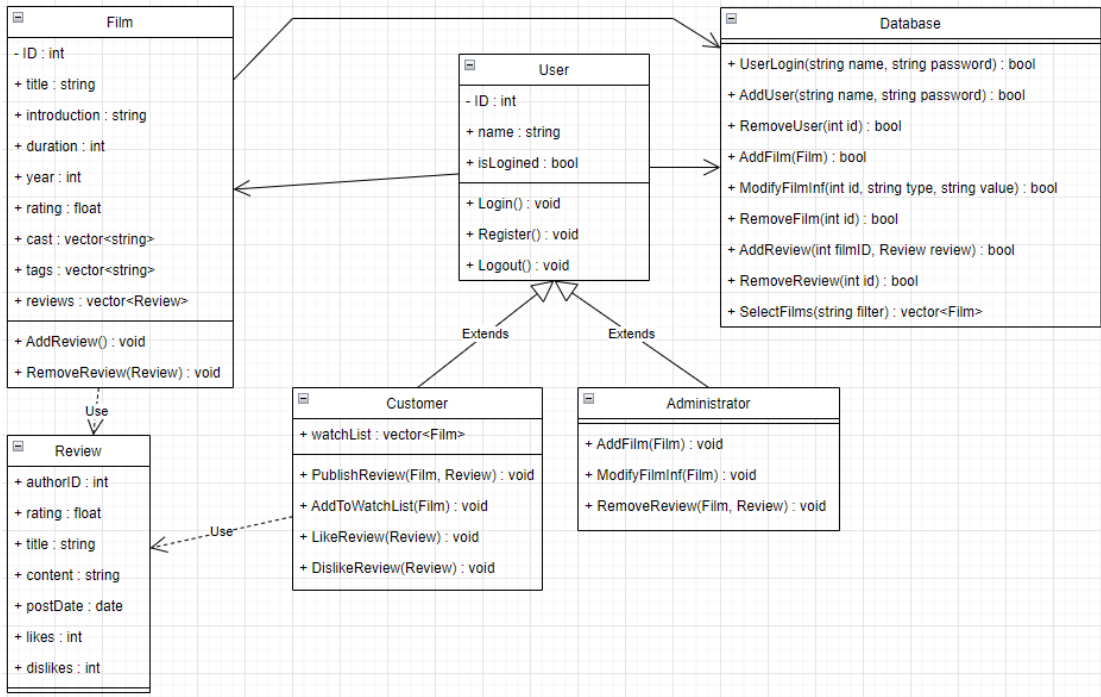 Film
- ID : int
+ title : string
+ introduction : string
+ duration : int
+ year : int
+ rating : float
+ cast : vector<string>
+ tags : vector<string>
+ reviews : vector<Review>
+ AddReview() : void
+ RemoveReview(Review) : void
User
- ID : int
+ name : string
+ isLogined : bool
+ Login() : void
+ Register() : void
+ Logout() : void
Database
+ UserLogin(string name, string password) : bool
+ AddUser(string name, string password) : bool
+ RemoveUser(int id) : bool
+ AddFilm(Film) : bool
+ ModifyFilmInf(int id, string type, string value) : bool
+ RemoveFilm(int id) : bool
+ AddReview(int filmID, Review review) : bool
+ RemoveReview(int id) : bool
+ SelectFilms(string filter) : vector<Film>
Extends
Extends
Use
Review
+ authorID : int
+ rating : float
+ title : string
+ content : string
+ postDate : date
+ likes : int
+ dislikes : int
Use
Customer
+ watchList : vector<Film>
+ PublishReview(Film, Review) : void
+ AddToWatchList(Film) : void
+ LikeReview(Review) : void
+ DislikeReview(Review) : void
Administrator
+ AddFilm(Film) : void
+ ModifyFilmInf(Film) : void
+ RemoveReview(Film, Review) : void